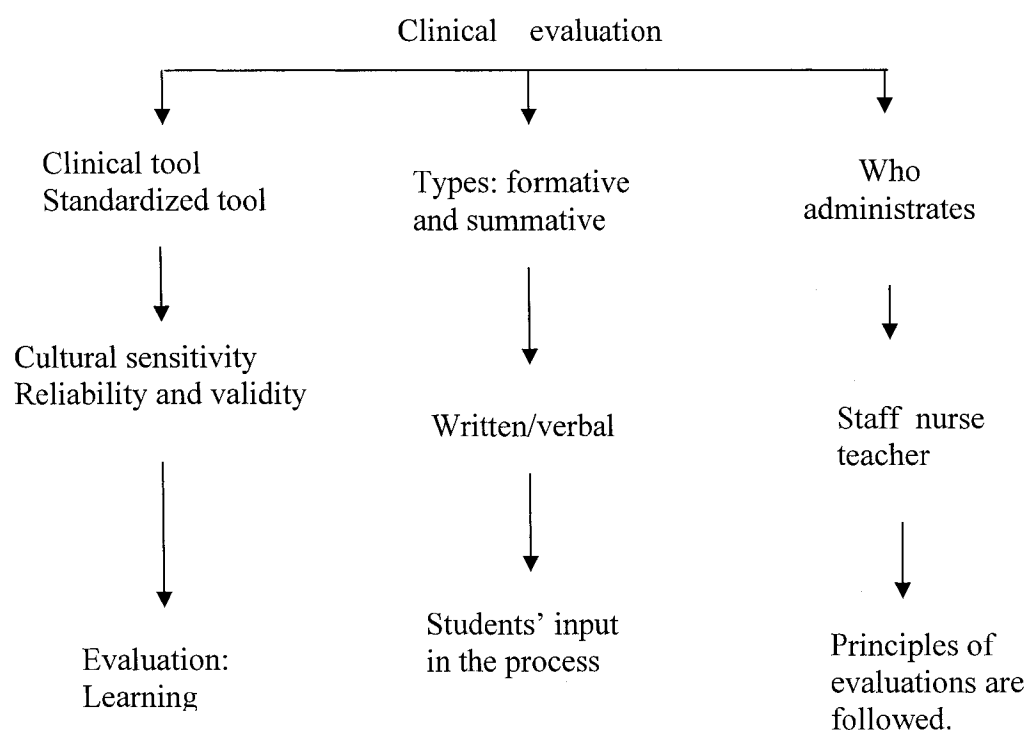 Clinical evaluation
Clinical tool
Standardized tool
Types: formative
and summative
Who
administrates
Cultural sensitivity
Reliability and validity
Written/verbal
Staff nurse
teacher
Evaluation:
Learning
Students' input
in the process
Principles of
evaluations are
followed.